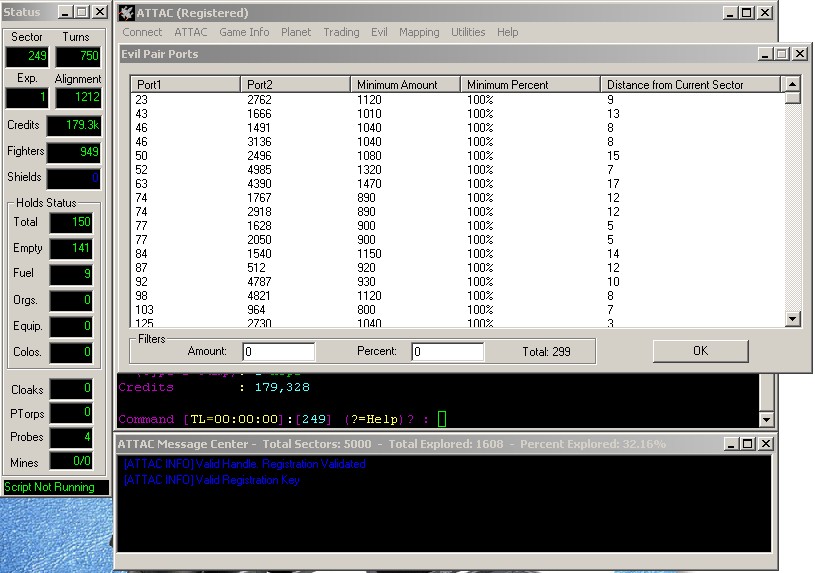 Status
Sector Turns
249 750
Exp. Alignment
1 1212
Credits 179.3k
Fighters 949
Shields 0
Holds Status
Total 150
Empty 141
Fuel 9
Orgs. 0
Equip. 0
Colos. 0
Cloaks 0
PTorps 0
Probes 4
Mines 0/0
Script Not Running
ATTAC (Registered)
Connect ATTAC Game Info Planet Trading Evil Mapping Utilities Help
Evil Pair Ports
Port1 Port2 Minimum Amount Minimum Percent Distance from Current Sector
23 2762 1120 100% 9
43 1666 1010 100% 13
46 1491 1040 100% 8
46 3136 1040 100% 8
50 2496 1080 100% 15
52 4985 1320 100% 7
63 4390 1470 100% 17
74 1767 890 100% 12
74 2918 890 100% 12
77 1628 900 100% 5
77 2050 900 100% 5
84 1540 1150 100% 14
87 512 920 100% 12
92 4787 930 100% 10
98 4821 1120 100% 8
103 964 800 100% 7
125 2730 1040 100% 3
Filters
Amount: 0 Percent: 0 Total: 299 OK
Credits : 179,328
Command [TL=00:00:00]:[249] (?=Help)? :
ATTAC Message Center - Total Sectors: 5000 - Total Explored: 1608 - Percent Explored: 32.16%
[ATTAC INFO] Valid Handle. Registration Validated
[ATTAC INFO] Valid Registration Key